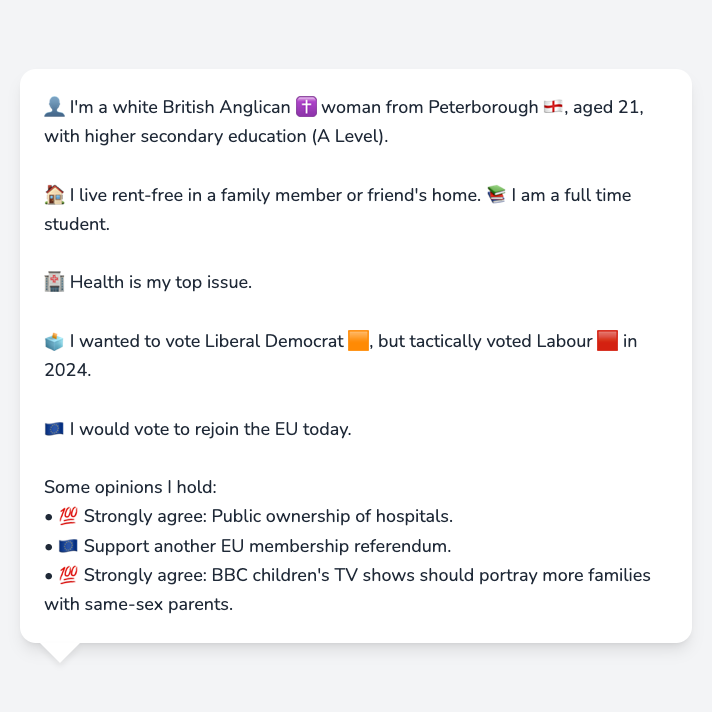 👤 I'm a white British Anglican ✝️ woman from Peterborough 🏴󠁧󠁢󠁥󠁮󠁧󠁿, aged 21,
with higher secondary education (A Level).
🏠 I live rent-free in a family member or friend's home. 📚 I am a full time
student.
🏥 Health is my top issue.
🗳️ I wanted to vote Liberal Democrat 🟧, but tactically voted Labour 🟥 in
2024.
🇪🇺 I would vote to rejoin the EU today.
Some opinions I hold:
• 💯 Strongly agree: Public ownership of hospitals.
• 🇪🇺 Support another EU membership referendum.
• 💯 Strongly agree: BBC children's TV shows should portray more families
with same-sex parents.